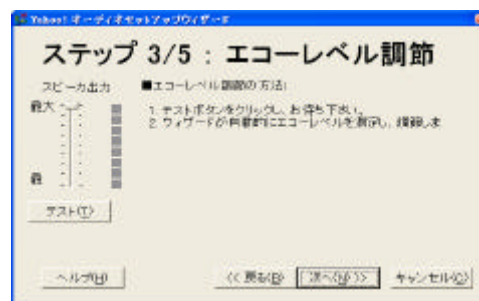 Yahoo! オーディオセットアップウィザード
ステップ 3/5 : エコーレベル調節
スピーカ出力
■エコーレベル調節の方法:
最大
1. テストボタンをクリックし、お待ち下さい。
2. ウィザードが自動的にエコーレベルを測定し、調節しま
最
テスト(T)
ヘルプ(H)
<< 戻る(B)
次へ(N) >>
キャンセル(C)